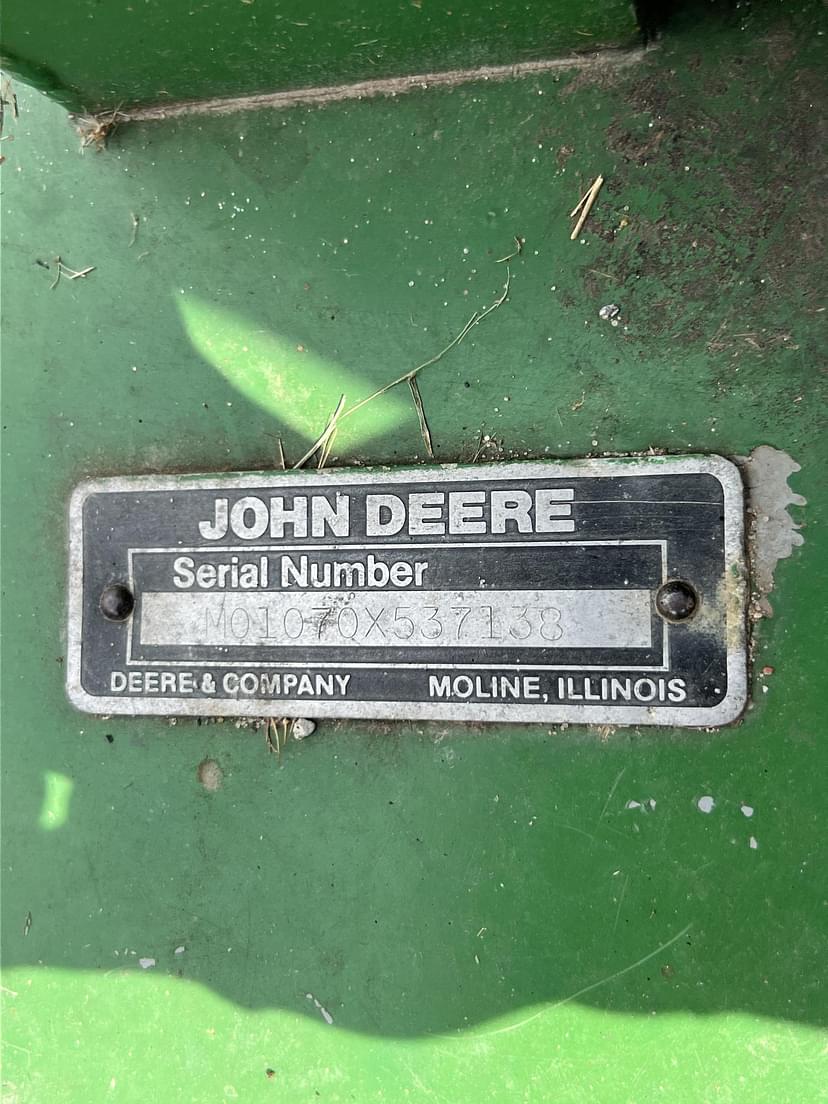 JOHN DEERE
Serial Number
M01070X537138
DEERE & COMPANY MOLINE, ILLINOIS